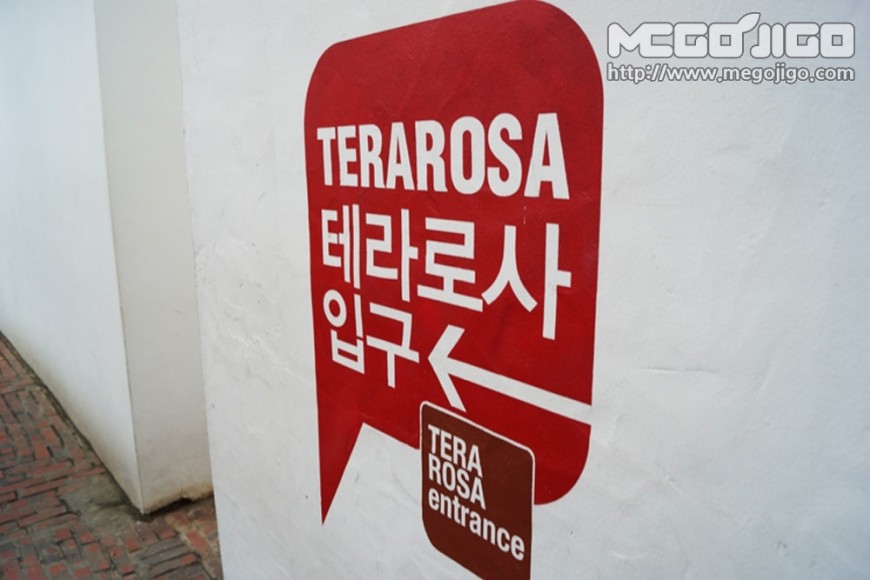 MEGOJIGO
http://www.megojigo.com
TERAROSA
테라로사
입구
TERA
ROSA
entrance